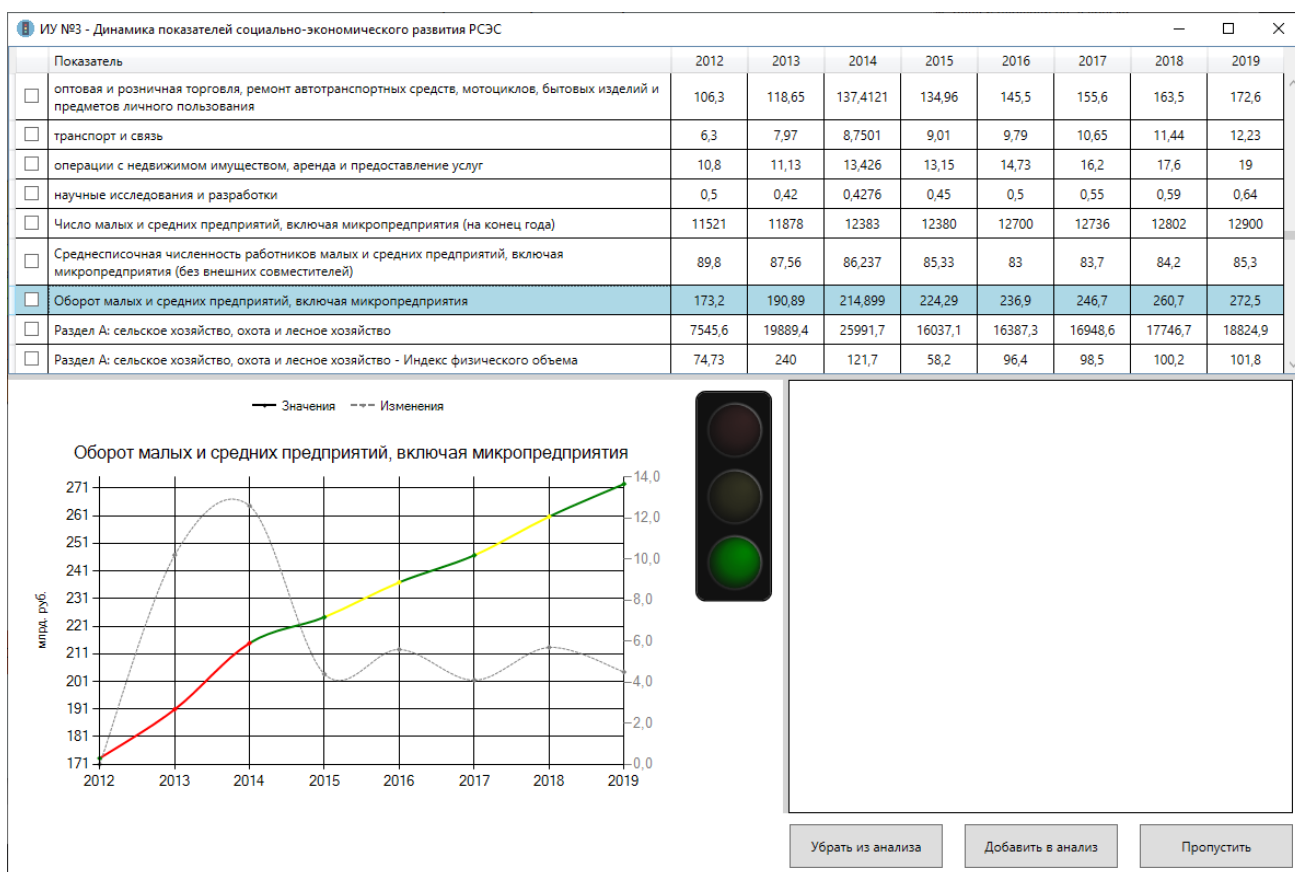 ИУ №3 - Динамика показателей социально-экономического развития РСЭС
Показатель 2012 2013 2014 2015 2016 2017 2018 2019
оптовая и розничная торговля, ремонт автотранспортных средств, мотоциклов, бытовых изделий и
предметов личного пользования 106,3 118,65 137,4121 134,96 145,5 155,6 163,5 172,6
транспорт и связь 6,3 7,97 8,7501 9,01 9,79 10,65 11,44 12,23
операции с недвижимом имуществом, аренда и предоставление услуг 10,8 11,13 13,426 13,15 14,73 16,2 17,6 19
научные исследования и разработки 0,5 0,42 0,4276 0,45 0,5 0,55 0,59 0,64
Число малых и средних предприятий, включая микропредприятия (на конец года) 11521 11878 12383 12380 12700 12736 12802 12900
Среднесписочная численность работников малых и средних предприятий, включая
микропредприятия (без внешних совместителей) 89,8 87,56 86,237 85,33 83 83,7 84,2 85,3
Оборот малых и средних предприятий, включая микропредприятия 173,2 190,89 214,899 224,29 236,9 246,7 260,7 272,5
Раздел А: сельское хозяйство, охота и лесное хозяйство 7545,6 19889,4 25991,7 16037,1 16387,3 16948,6 17746,7 18824,9
Раздел А: сельское хозяйство, охота и лесное хозяйство - Индекс физического объема 74,73 240 121,7 58,2 96,4 98,5 100,2 101,8
Значения Изменения
Оборот малых и средних предприятий, включая микропредприятия
млрд. руб.
271
261
251
241
231
221
211
201
191
181
171
14,0
12,0
10,0
8,0
6,0
4,0
2,0
0,0
2012 2013 2014 2015 2016 2017 2018 2019
Убрать из анализа Добавить в анализ Пропустить